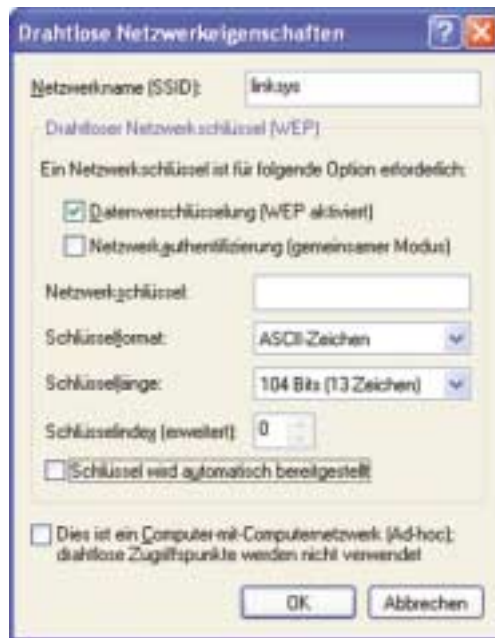 Drahtlose Netzwerkeigenschaften
Netzwerkname (SSID): linksys
Drahtloser Netzwerkschlüssel (WEP)
Ein Netzwerkschlüssel ist für folgende Option erforderlich:
Datenverschlüsselung (WEP aktiviert)
Netzwerkauthentifizierung (gemeinsamer Modus)
Netzwerkschlüssel:
Schlüsselformat: ASCII-Zeichen
Schlüssellänge: 104 Bits (13 Zeichen)
Schlüsselindex (erweitert): 0
Schlüssel wird automatisch bereitgestellt
Dies ist ein Computer-mit-Computernetzwerk (Ad-hoc);
drahtlose Zugriffspunkte werden nicht verwendet
OK Abbrechen